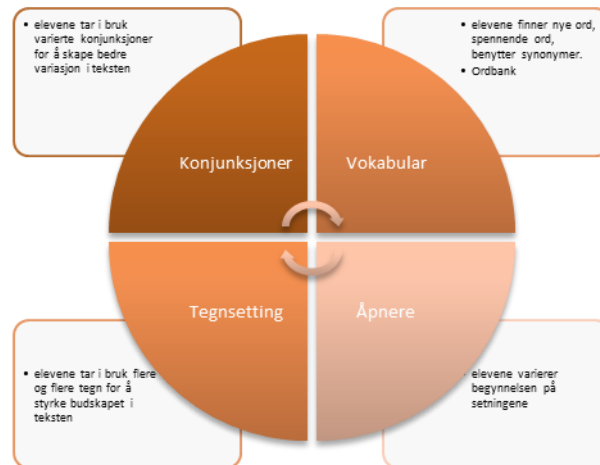 • elevene tar i bruk
varierte konjunksjoner
for å skape bedre
variasjon i teksten
• elevene finner nye ord,
spennende ord,
benytter synonymer.
• Ordbank
Konjunksjoner
Vokabular
Tegnsetting
Åpnere
• elevene tar i bruk flere
og flere tegn for å
styrke budskapet i
teksten
• elevene varierer
begynnelsen på
setningene